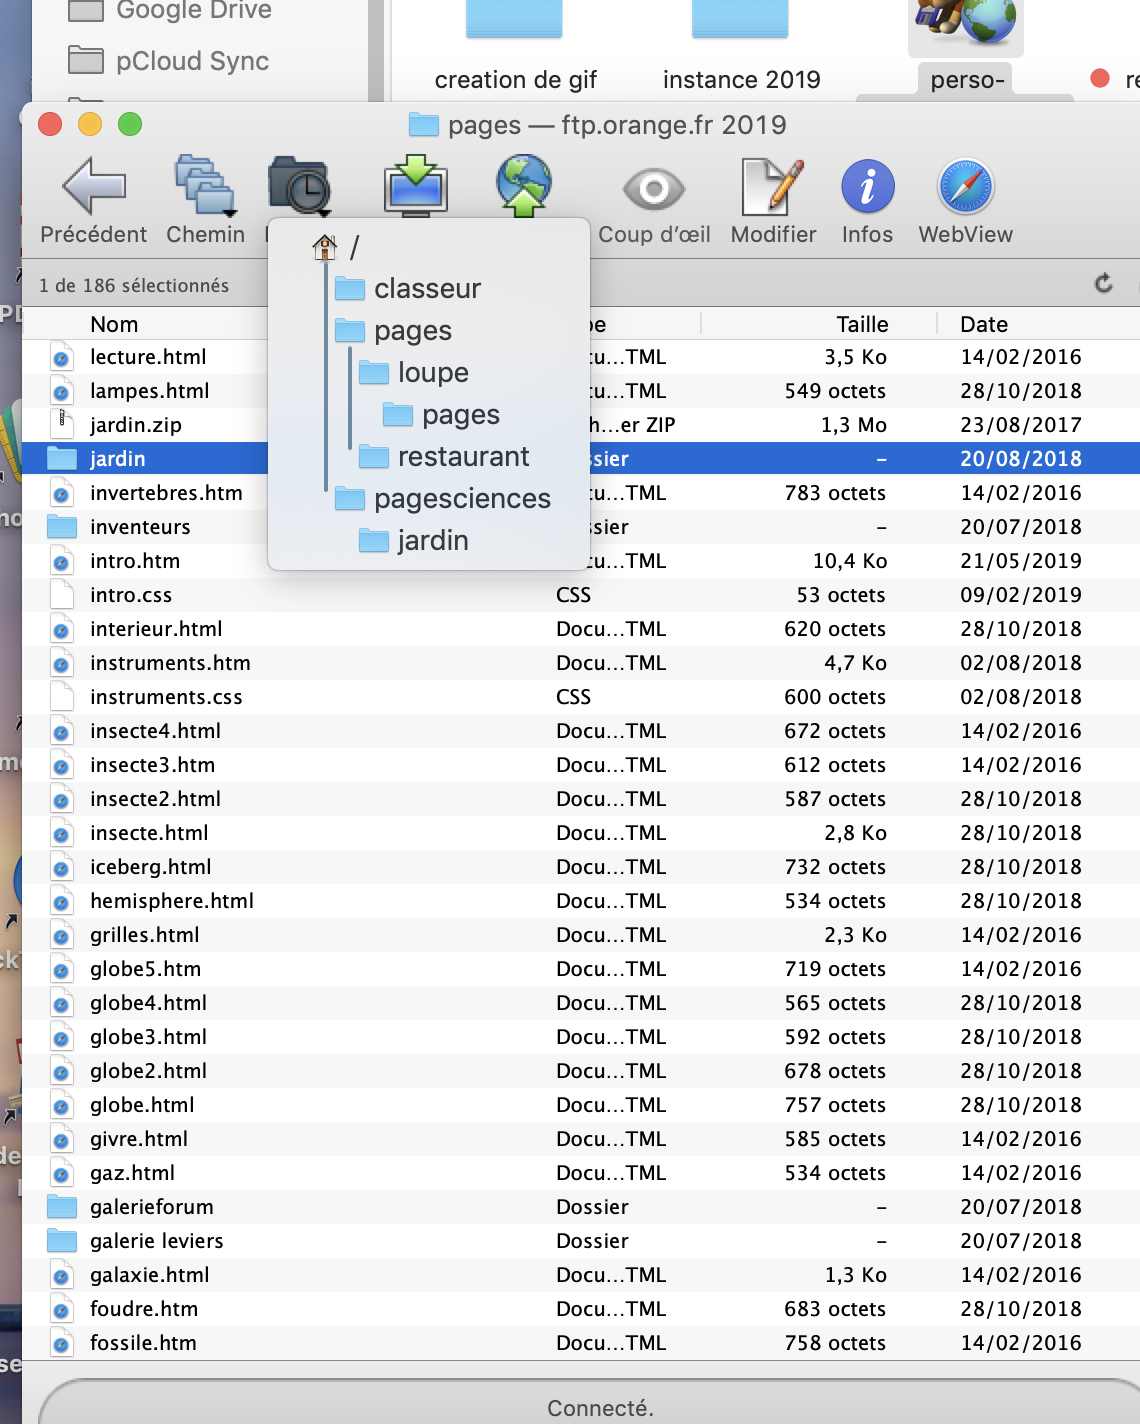 Google Drive
pCloud Sync
creation de gif
instance 2019
perso-
pages — ftp.orange.fr 2019
Précédent
Chemin
Coup d’œil
Modifier
Infos
WebView
/
classeur
pages
loupe
pages
restaurant
pagesciences
jardin
1 de 186 sélectionnés
Nom Taille Date
lecture.html cu…TML 3,5 Ko 14/02/2016
lampes.html cu…TML 549 octets 28/10/2018
jardin.zip h…er ZIP 1,3 Mo 23/08/2017
jardin ssier – 20/08/2018
invertebres.htm cu…TML 783 octets 14/02/2016
inventeurs ssier – 20/07/2018
intro.htm cu…TML 10,4 Ko 21/05/2019
intro.css CSS 53 octets 09/02/2019
interieur.html Docu…TML 620 octets 28/10/2018
instruments.htm Docu…TML 4,7 Ko 02/08/2018
instruments.css CSS 600 octets 02/08/2018
insecte4.html Docu…TML 672 octets 14/02/2016
insecte3.htm Docu…TML 612 octets 14/02/2016
insecte2.html Docu…TML 587 octets 28/10/2018
insecte.html Docu…TML 2,8 Ko 28/10/2018
iceberg.html Docu…TML 732 octets 28/10/2018
hemisphere.html Docu…TML 534 octets 28/10/2018
grilles.html Docu…TML 2,3 Ko 14/02/2016
globe5.htm Docu…TML 719 octets 14/02/2016
globe4.html Docu…TML 565 octets 28/10/2018
globe3.html Docu…TML 592 octets 28/10/2018
globe2.html Docu…TML 678 octets 28/10/2018
globe.html Docu…TML 757 octets 28/10/2018
givre.html Docu…TML 585 octets 14/02/2016
gaz.html Docu…TML 534 octets 14/02/2016
galerieforum Dossier – 20/07/2018
galerie leviers Dossier – 20/07/2018
galaxie.html Docu…TML 1,3 Ko 14/02/2016
foudre.htm Docu…TML 683 octets 28/10/2018
fossile.htm Docu…TML 758 octets 14/02/2016
Connecté.